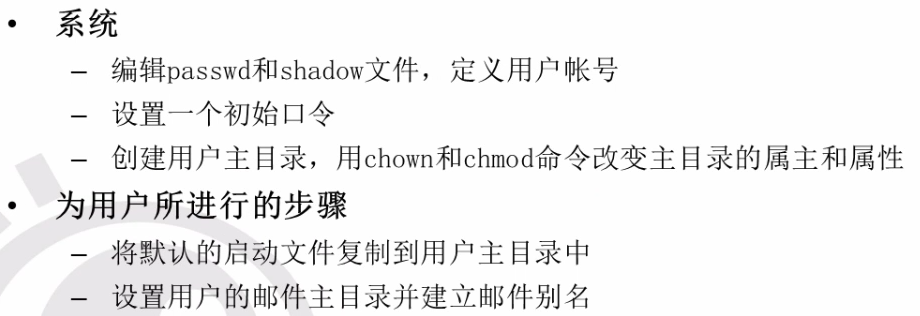 • 系统
– 编辑passwd和shadow文件，定义用户帐号
– 设置一个初始口令
– 创建用户主目录，用chown和chmod命令改变主目录的属主和属性
• 为用户所进行的步骤
– 将默认的启动文件复制到用户主目录中
– 设置用户的邮件主目录并建立邮件别名